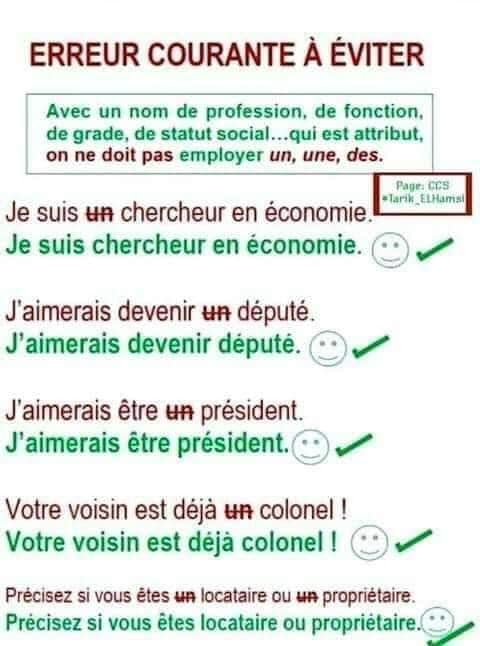 ERREUR COURANTE À ÉVITER
Avec un nom de profession, de fonction,
de grade, de statut social...qui est attribut,
on ne doit pas employer un, une, des.
Page: CCS
#Tarik_ELHamsi
Je suis un chercheur en économie.
Je suis chercheur en économie.
J'aimerais devenir un député.
J'aimerais devenir député.
J'aimerais être un président.
J'aimerais être président.
Votre voisin est déjà un colonel !
Votre voisin est déjà colonel !
Précisez si vous êtes un locataire ou un propriétaire.
Précisez si vous êtes locataire ou propriétaire.